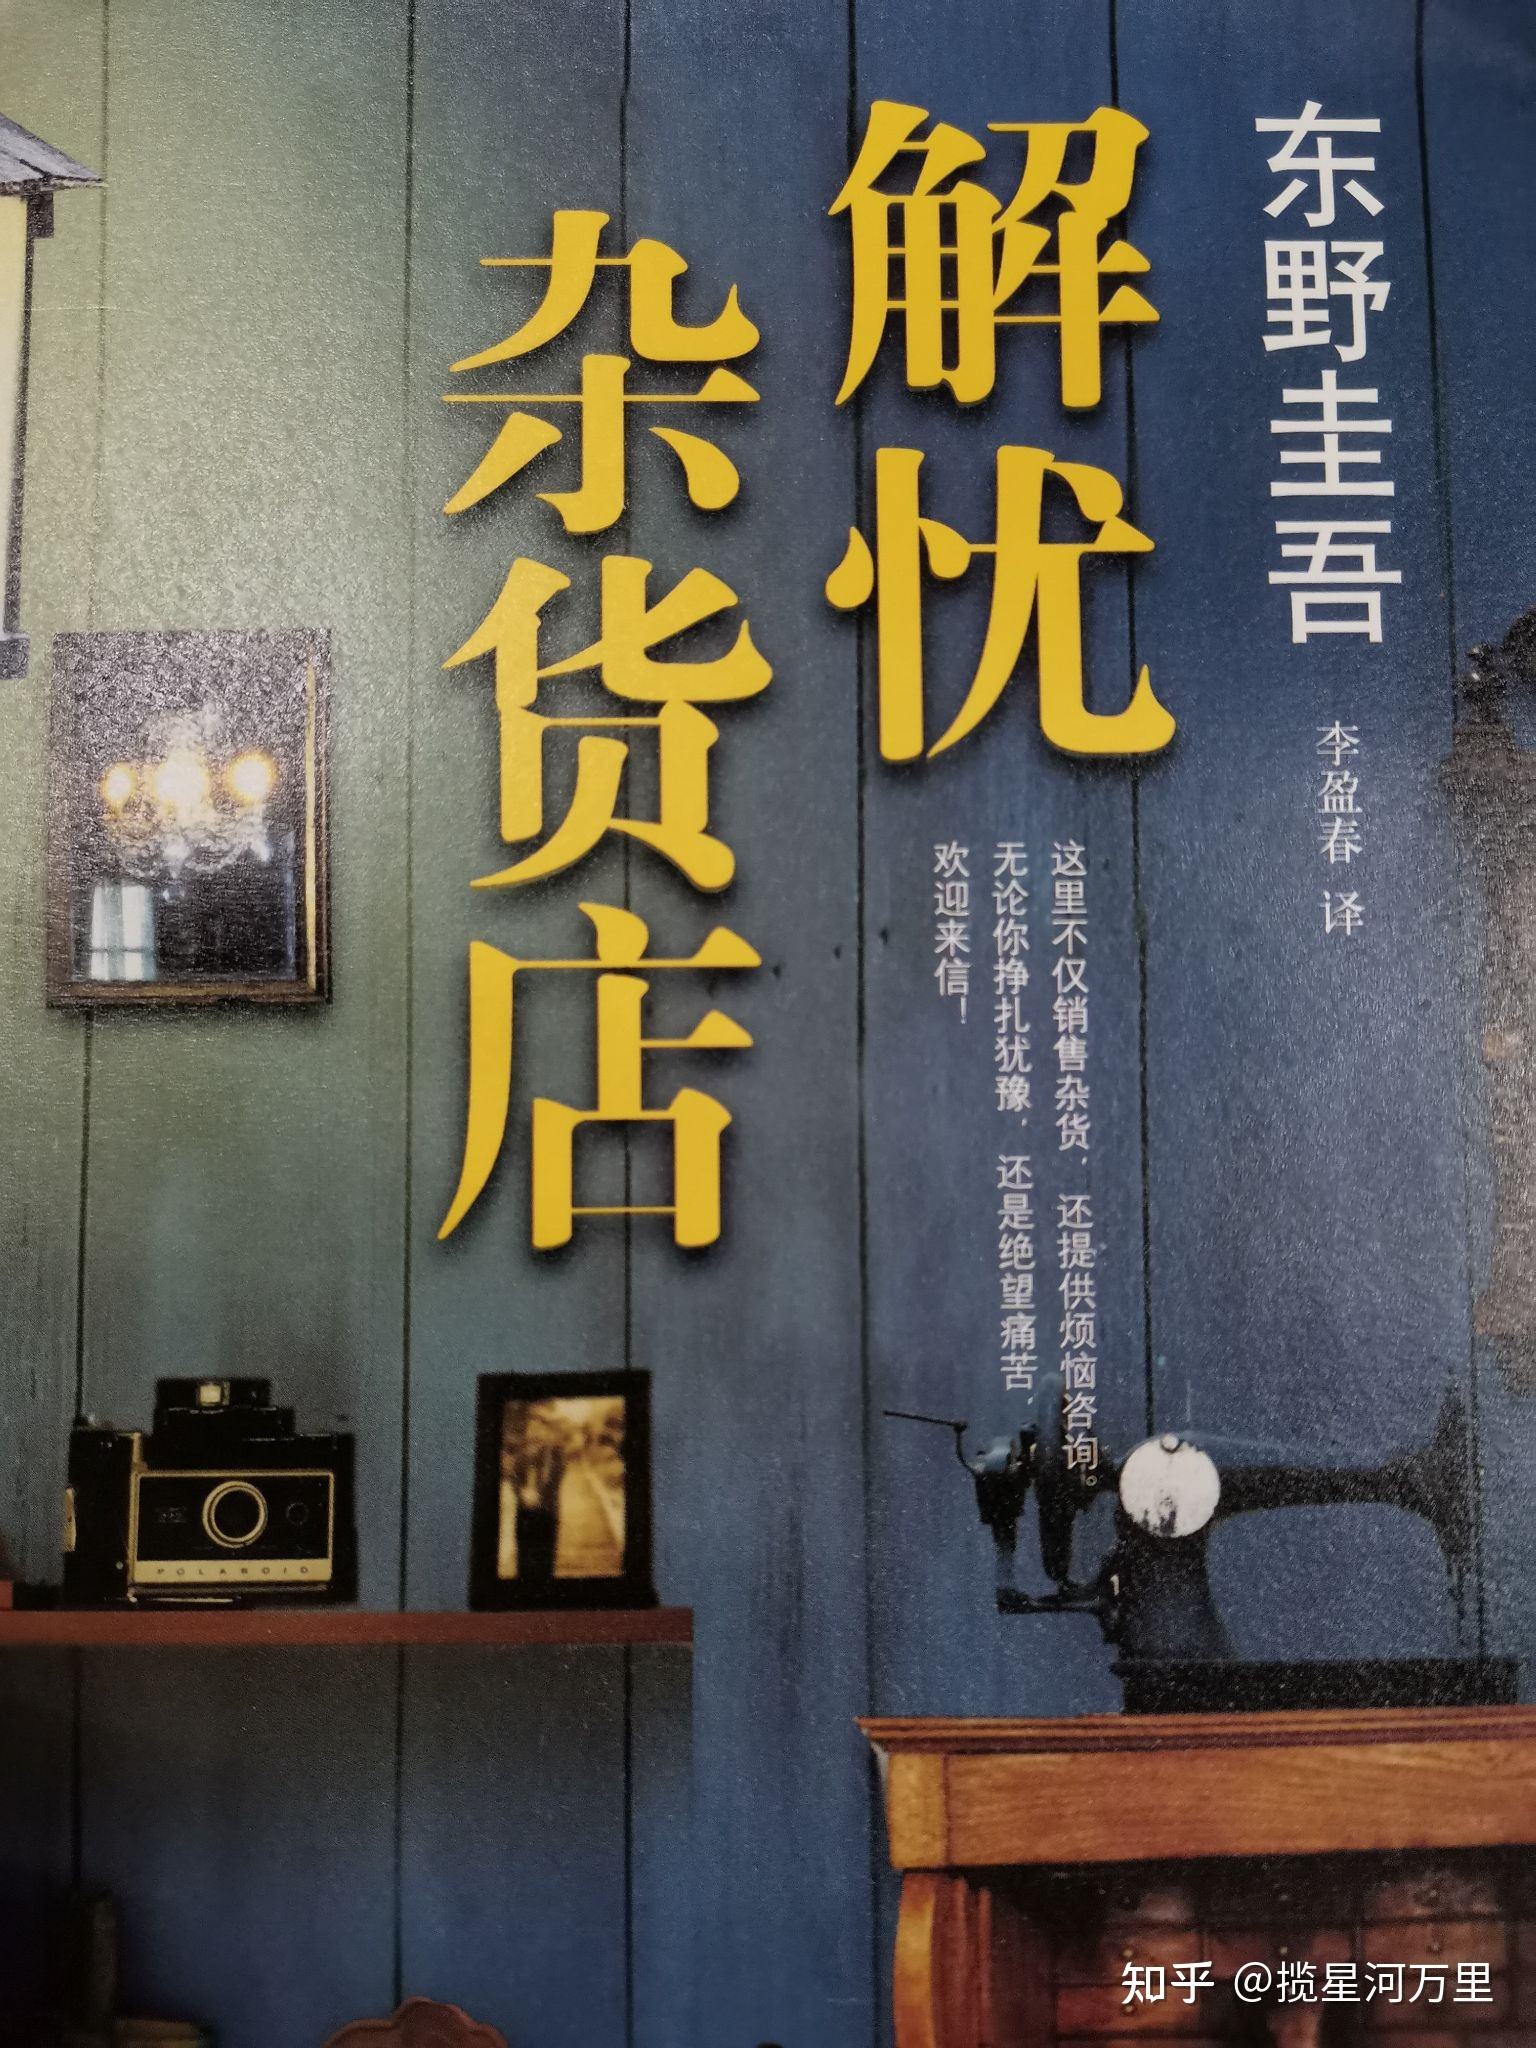 东野圭吾
李盈春 译
解忧
杂货店
这里不仅销售杂货，还提供烦恼咨询。
无论你挣扎犹豫，还是绝望痛苦，
欢迎来信！
POLAROID
知乎 @揽星河万里